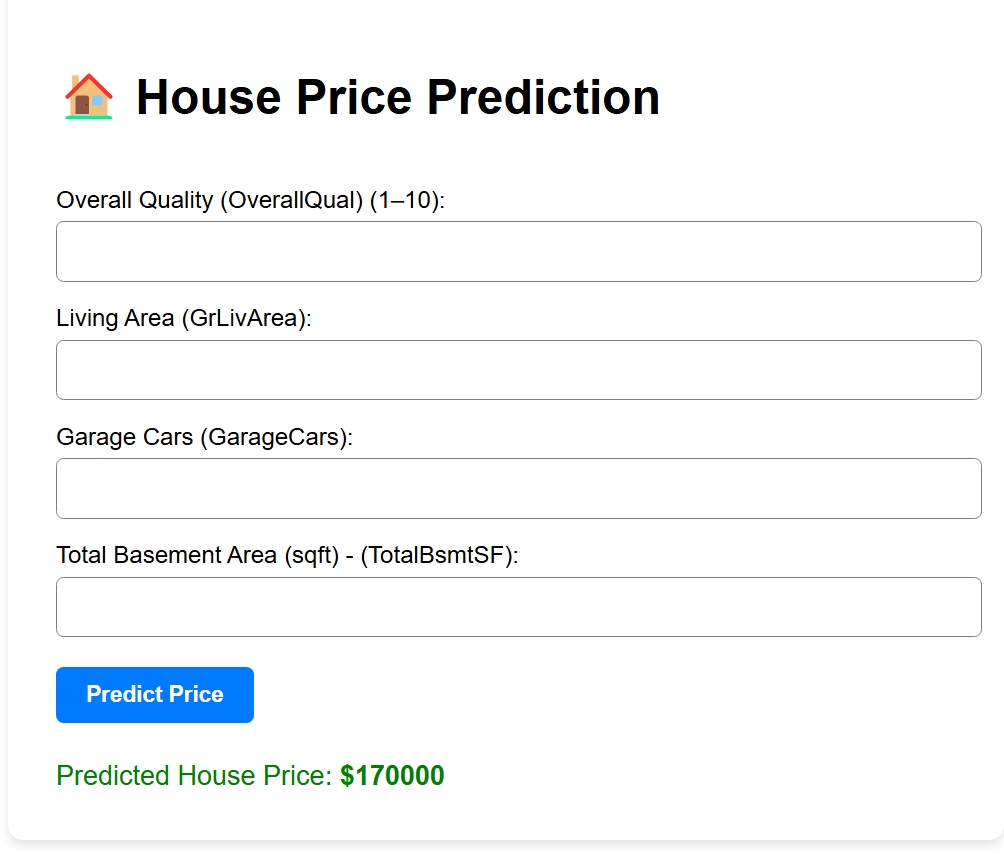 House Price Prediction
Overall Quality (OverallQual) (1–10):
Living Area (GrLivArea):
Garage Cars (GarageCars):
Total Basement Area (sqft) - (TotalBsmtSF):
Predict Price
Predicted House Price: $170000